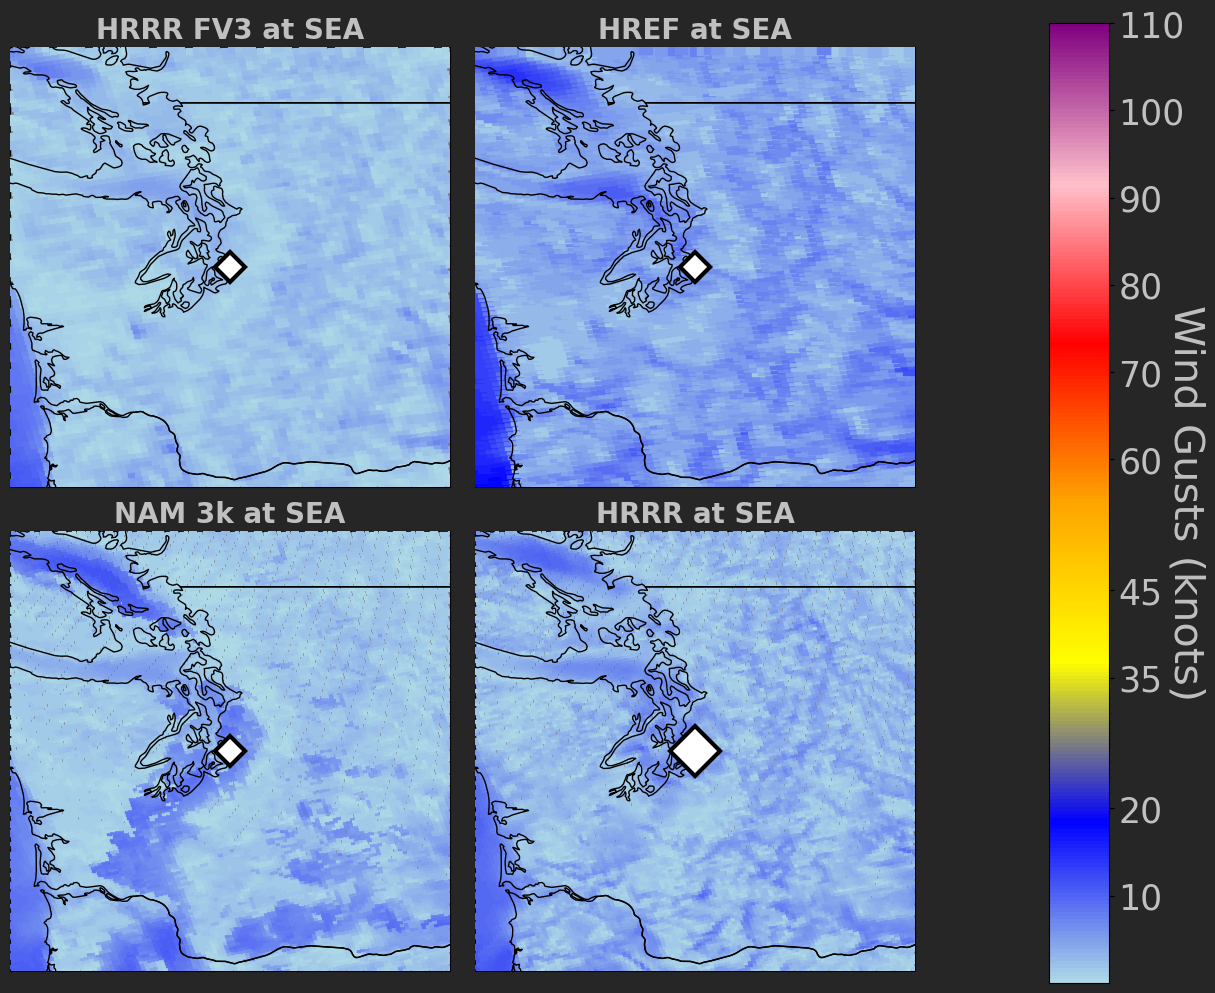 HRRR FV3 at SEA
HREF at SEA
NAM 3k at SEA
HRRR at SEA
110
100
90
80
70
60
45
35
20
10
Wind Gusts (knots)